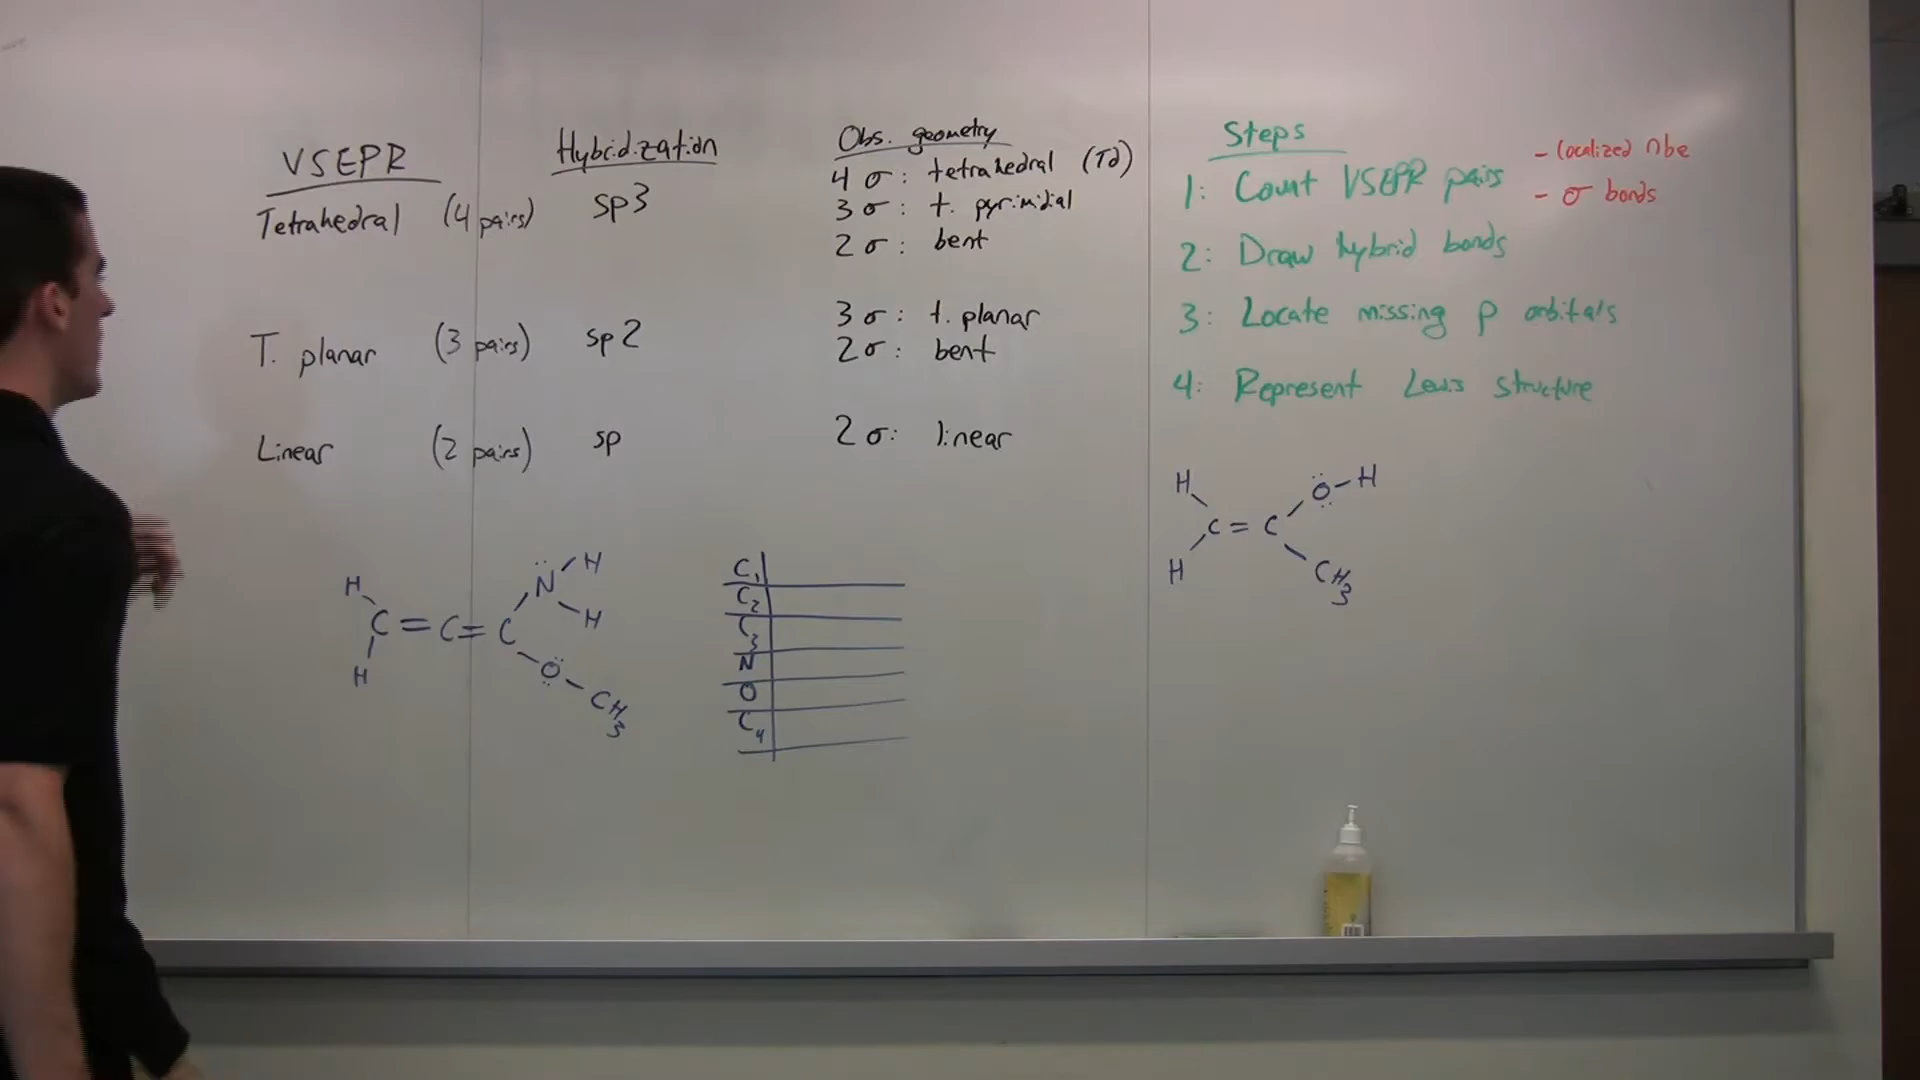 VSEPR
Tetrahedral (4 pairs)
T. planar (3 pairs)
Linear (2 pairs)
Hybridization
sp3
sp2
sp
Obs. geometry
4 σ: tetrahedral (Td)
3 σ: t. pyrimidial
2 σ: bent
3 σ: t. planar
2 σ: bent
2 σ: linear
Steps
1: Count VSEPR pairs
- localized nbe
- σ bonds
2: Draw hybrid bonds
3: Locate missing p orbitals
4: Represent Lewis structure
H
H
C = C = C
N
H
H
O - CH3
C1
C2
C3
N
O
C4
H
H
C = C
O - H
CH3